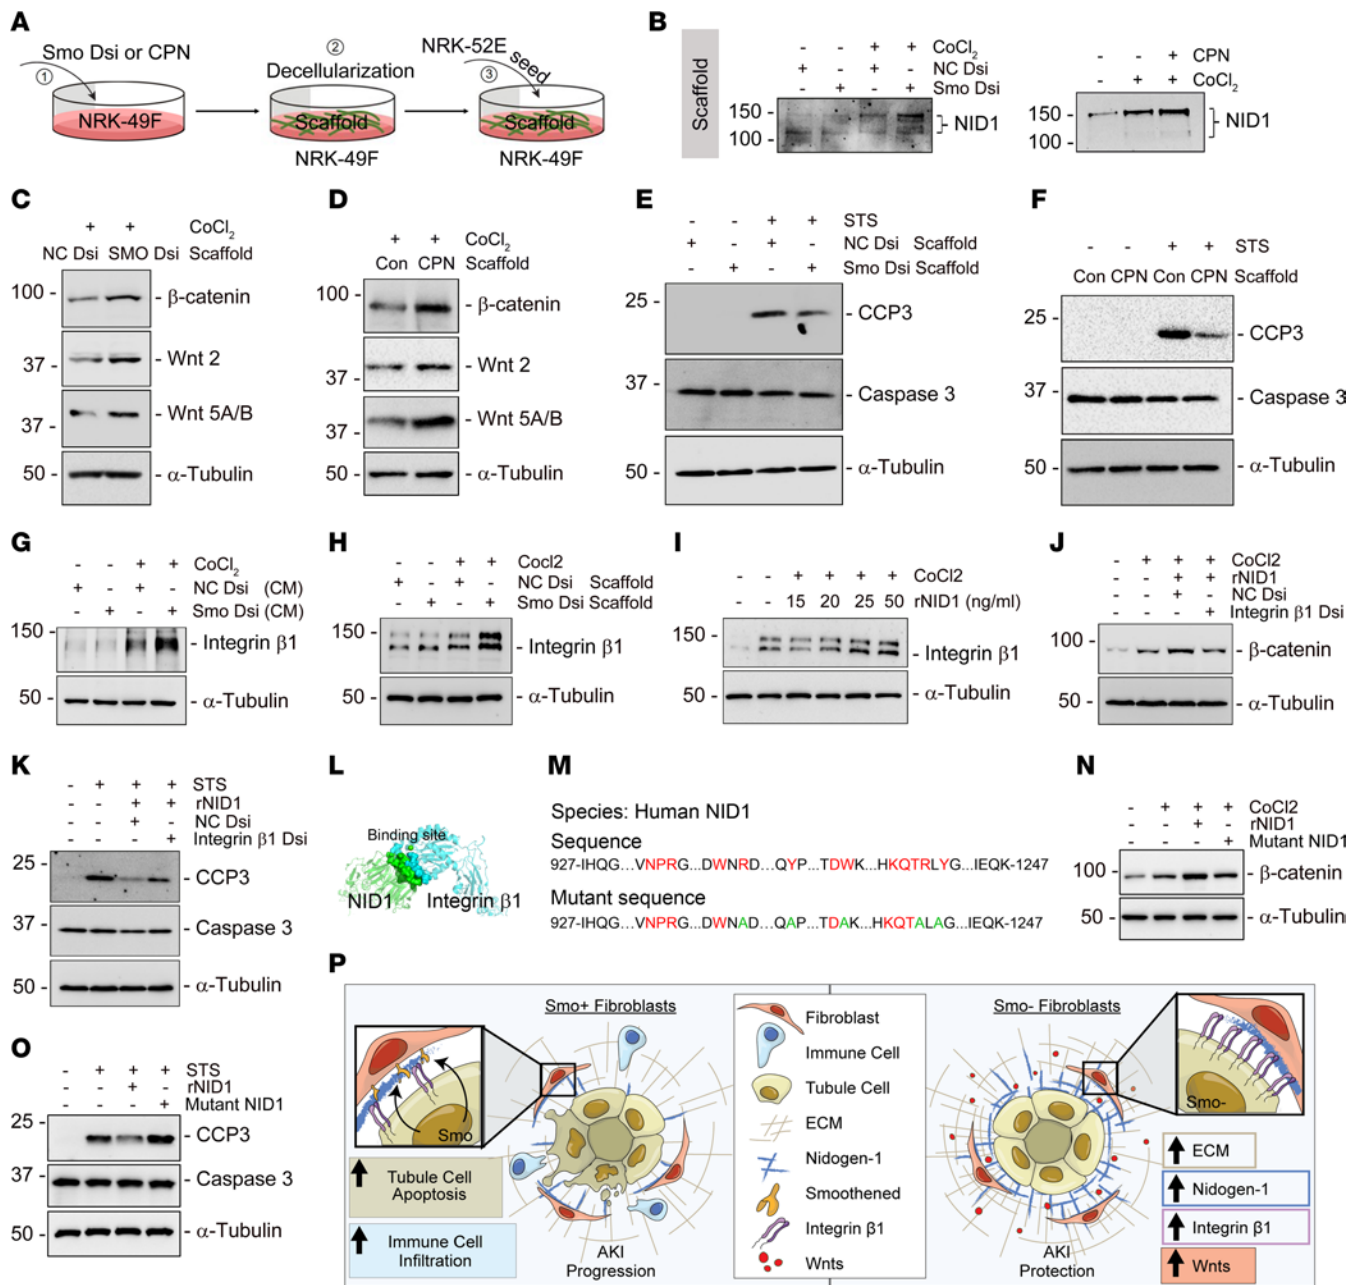 A
Smo Dsi or CPN
①
②
Decellularization
NRK-52E
seed
③
NRK-49F
Scaffold
Scaffold
NRK-49F
NRK-49F
B
Scaffold
- - + + CoCl2
+ - + - NC Dsi
- + - + Smo Dsi
150 -
100 -
NID1
- - + CPN
- + + CoCl2
150 -
100 -
NID1
C
+ + CoCl2
NC Dsi SMO Dsi Scaffold
100 - - β-catenin
37 - - Wnt 2
37 - - Wnt 5A/B
50 - - α-Tubulin
D
+ + CoCl2
Con CPN Scaffold
100 - - β-catenin
37 - - Wnt 2
37 - - Wnt 5A/B
50 - - α-Tubulin
E
- - + + STS
+ - + - NC Dsi Scaffold
- + - + Smo Dsi Scaffold
25 - - CCP3
37 - - Caspase 3
50 - - α-Tubulin
F
- - + + STS
Con CPN Con CPN Scaffold
25 - - CCP3
37 - - Caspase 3
50 - - α-Tubulin
G
- - + + CoCl2
+ - + - NC Dsi (CM)
- + - + Smo Dsi (CM)
150 - - Integrin β1
50 - - α-Tubulin
H
- - + + Cocl2
+ - + - NC Dsi Scaffold
- + - + Smo Dsi Scaffold
150 - - Integrin β1
50 - - α-Tubulin
I
- - + + + + CoCl2
- - 15 20 25 50 rNID1 (ng/ml)
150 - - Integrin β1
50 - - α-Tubulin
J
- + + + CoCl2
- - + + rNID1
- - + - NC Dsi
- - - + Integrin β1 Dsi
100 - - β-catenin
50 - - α-Tubulin
K
- + + + STS
- - + + rNID1
- - + - NC Dsi
- - - + Integrin β1 Dsi
25 - - CCP3
37 - - Caspase 3
50 - - α-Tubulin
L
Binding site
NID1 Integrin β1
M
Species: Human NID1
Sequence
927-IHQG...VNPRG...DWNRD...QYP...TDWK...HKQTRLYG...IEQK-1247
Mutant sequence
927-IHQG...VNPRG...DWNAD...QAP...TDAK...HKQTALAG...IEQK-1247
N
- + + + CoCl2
- - + - rNID1
- - - + Mutant NID1
100 - - β-catenin
50 - - α-Tubulin
O
- + + + STS
- - + - rNID1
- - - + Mutant NID1
25 - - CCP3
37 - - Caspase 3
50 - - α-Tubulin
P
Smo+ Fibroblasts
Smo
Tubule Cell
Apoptosis
Immune Cell
Infiltration
AKI
Progression
Fibroblast
Immune Cell
Tubule Cell
ECM
Nidogen-1
Smoothened
Integrin β1
Wnts
Smo- Fibroblasts
Smo-
AKI
Protection
ECM
Nidogen-1
Integrin β1
Wnts